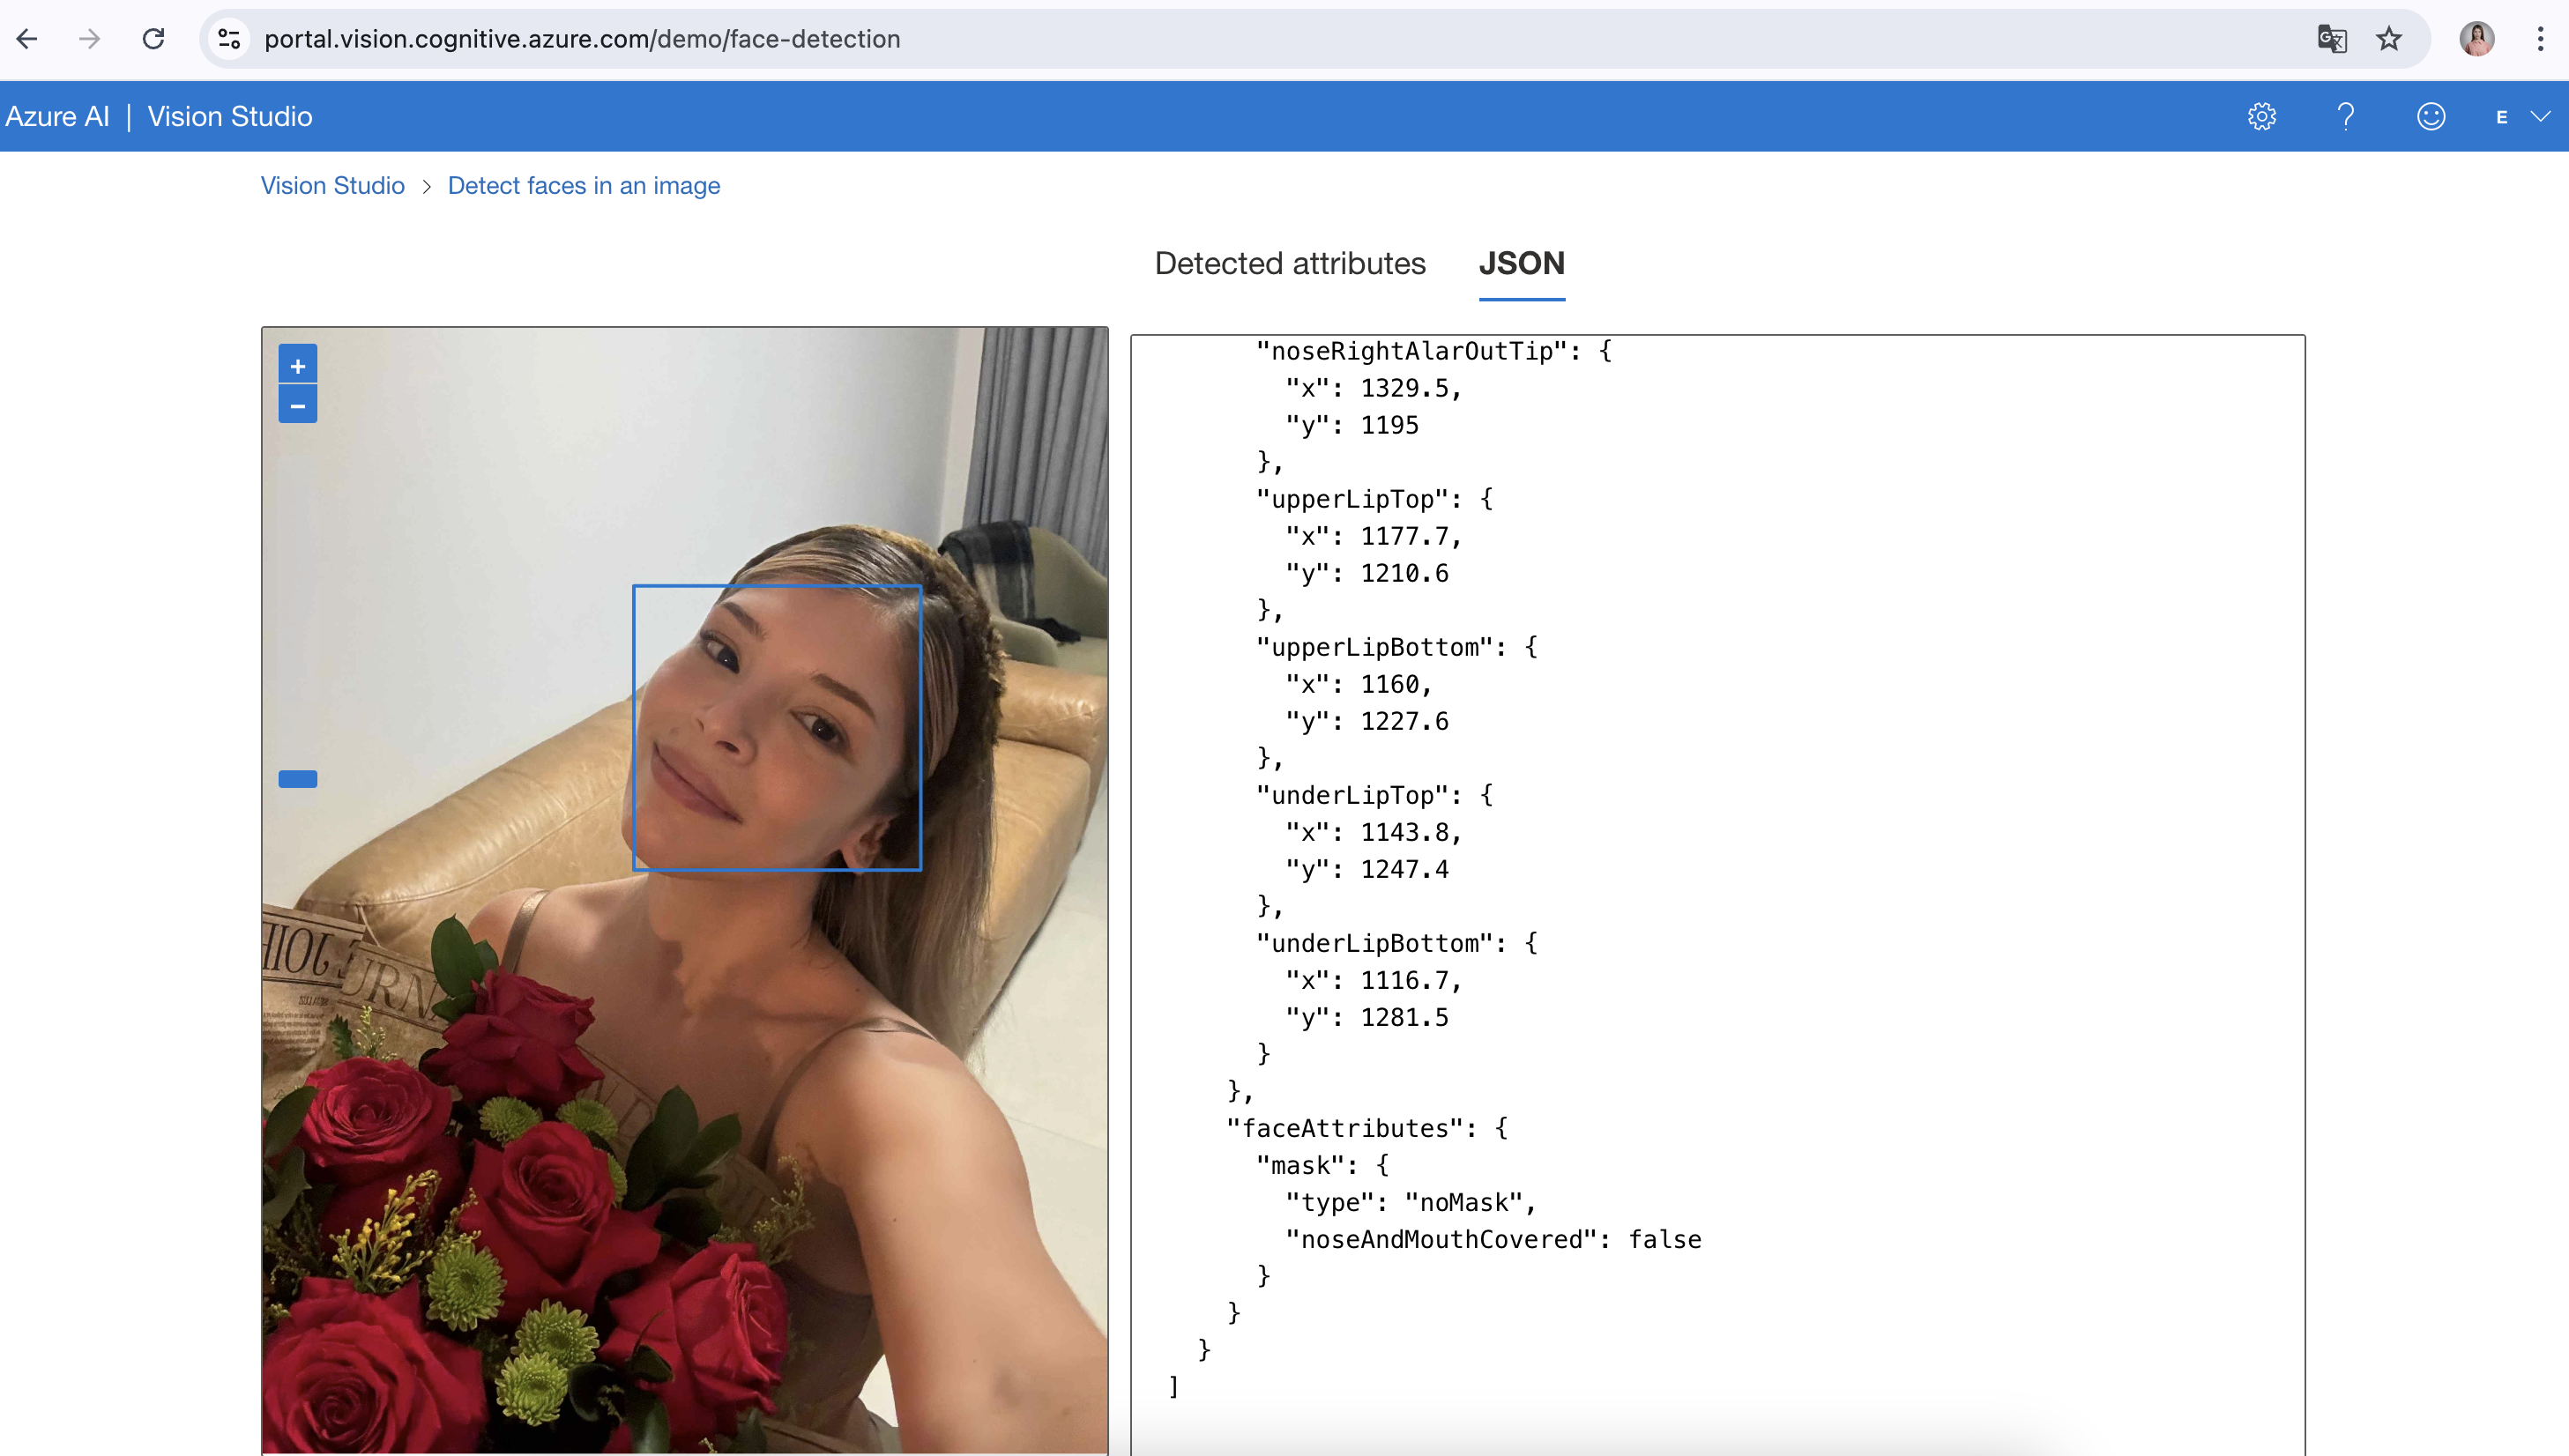 portal.vision.cognitive.azure.com/demo/face-detection
Azure AI | Vision Studio
E
Vision Studio > Detect faces in an image
Detected attributes JSON
+
−
"noseRightAlarOutTip": {
"x": 1329.5,
"y": 1195
},
"upperLipTop": {
"x": 1177.7,
"y": 1210.6
},
"upperLipBottom": {
"x": 1160,
"y": 1227.6
},
"underLipTop": {
"x": 1143.8,
"y": 1247.4
},
"underLipBottom": {
"x": 1116.7,
"y": 1281.5
}
},
"faceAttributes": {
"mask": {
"type": "noMask",
"noseAndMouthCovered": false
}
}
}
]